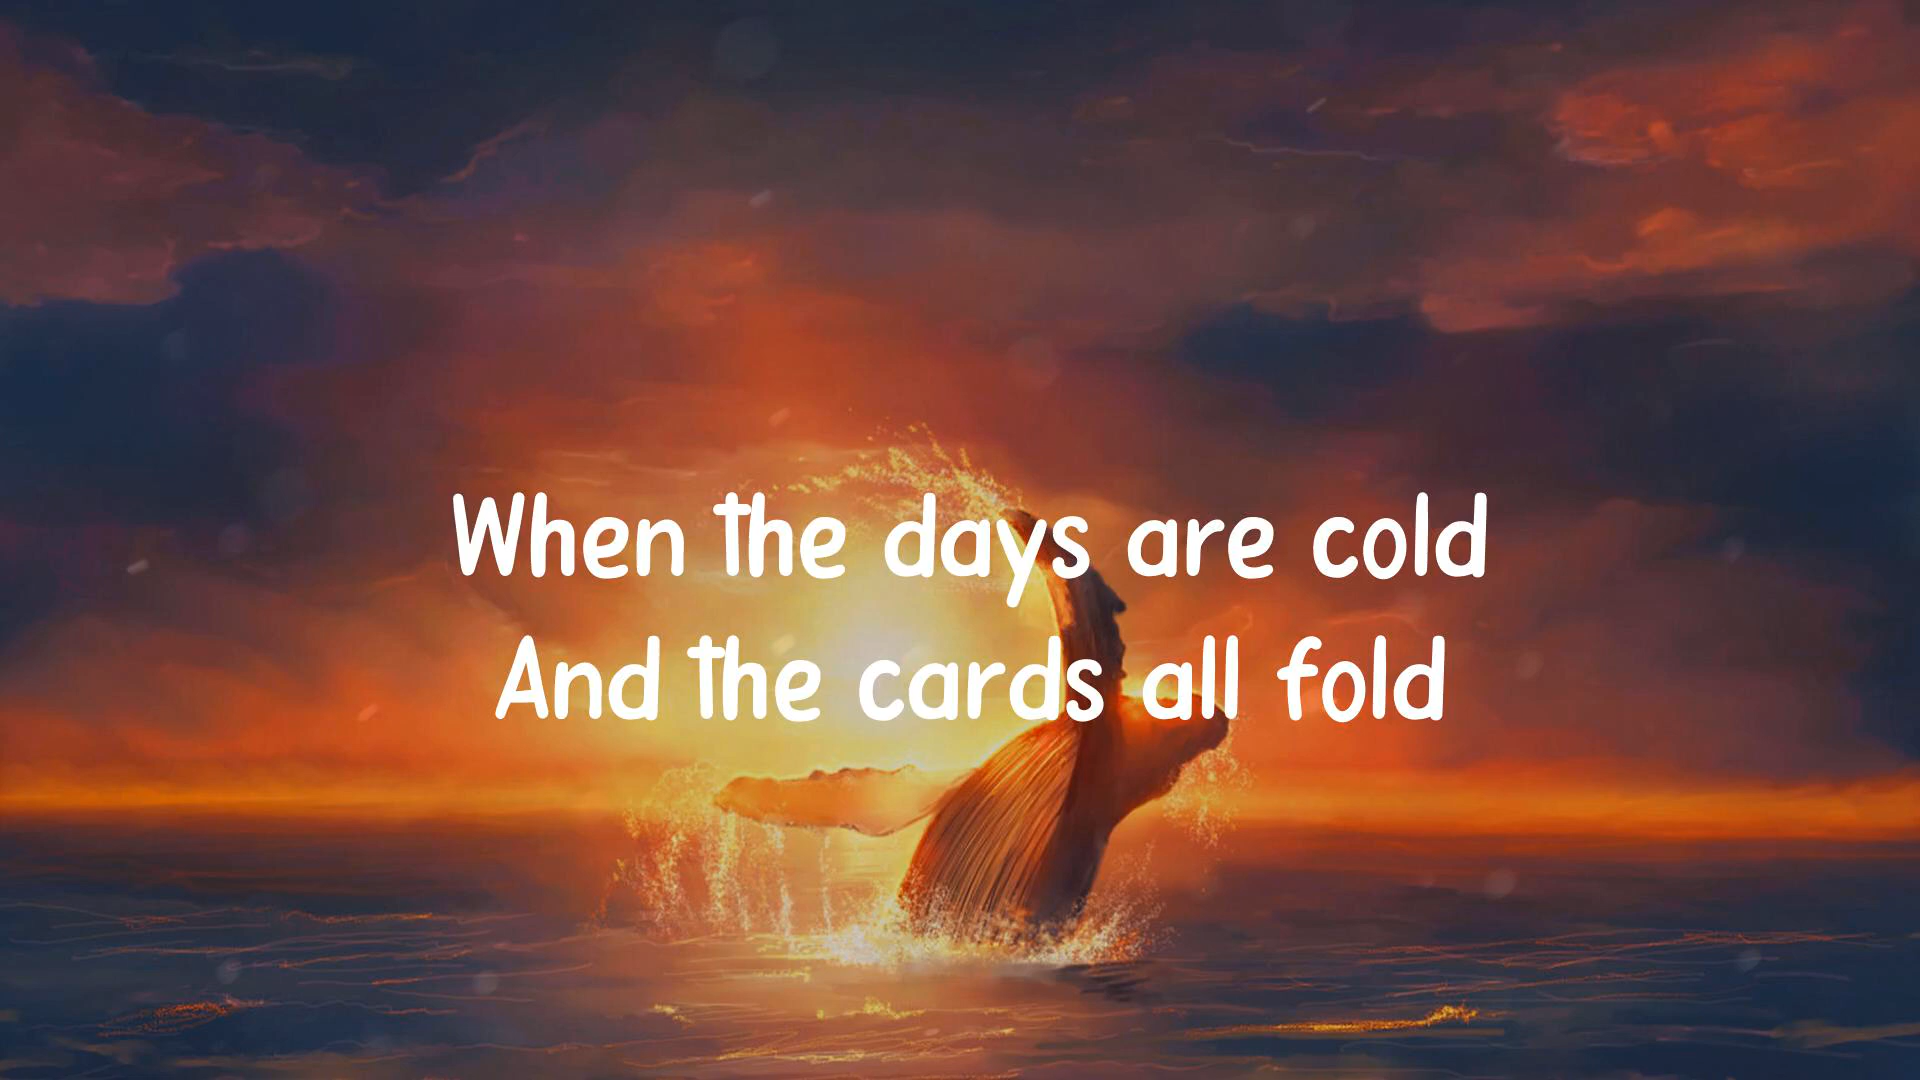 When the days are cold
And the cards all fold